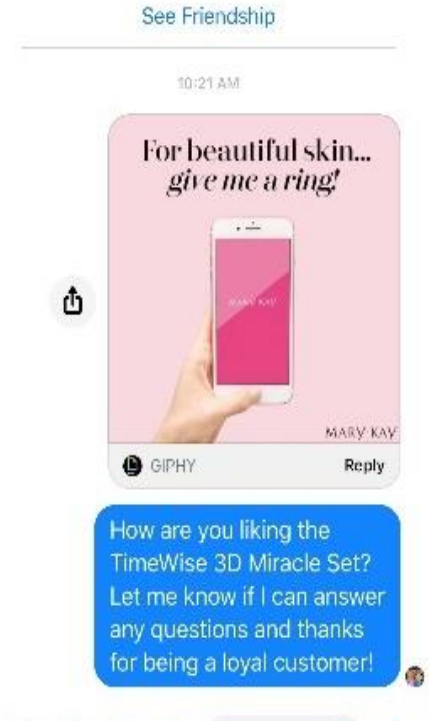 See Friendship
10:21 AM
For beautiful skin...
give me a ring!
MARY KAY
MARY KAY
GIPHY
Reply
How are you liking the
TimeWise 3D Miracle Set?
Let me know if I can answer
any questions and thanks
for being a loyal customer!